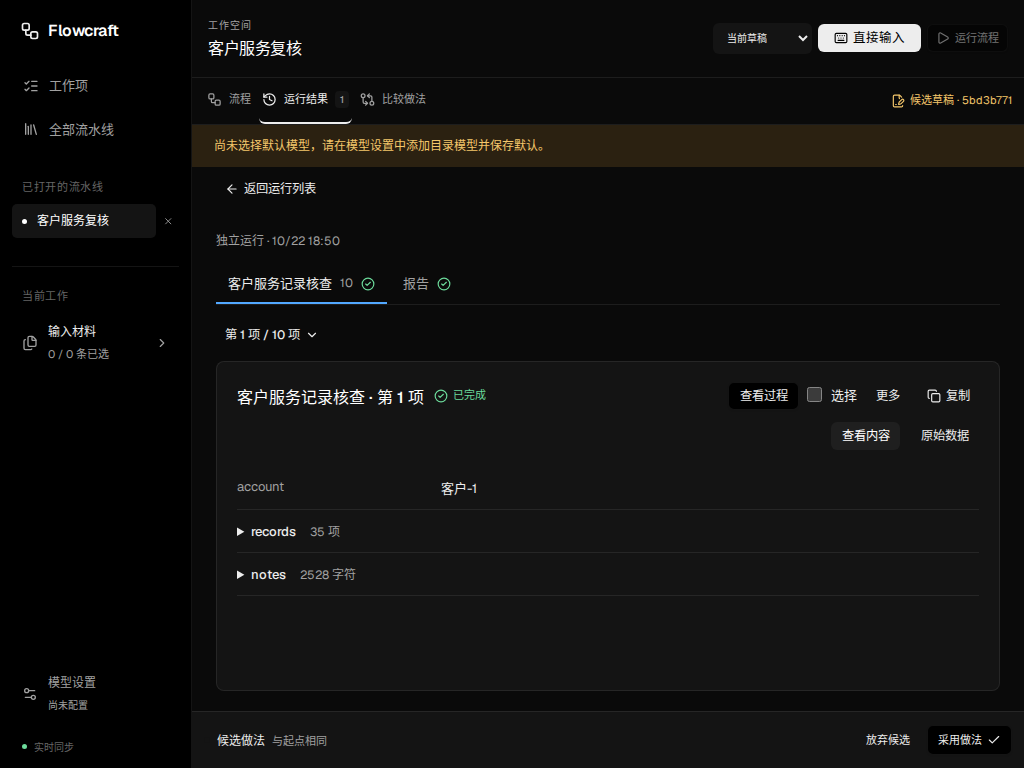 Flowcraft
工作项
全部流水线
已打开的流水线
客户服务复核
当前工作
输入材料
0 / 0 条已选
模型设置
尚未配置
实时同步
工作空间
客户服务复核
当前草稿
直接输入
运行流程
流程
运行结果 1
比较做法
候选草稿 · 5bd3b771
尚未选择默认模型，请在模型设置中添加目录模型并保存默认。
返回运行列表
独立运行 · 10/22 18:50
客户服务记录核查 10
报告
第 1 项 / 10 项
客户服务记录核查 · 第 1 项
已完成
查看过程
选择
更多
复制
查看内容
原始数据
account 客户-1
records 35 项
notes 2528 字符
候选做法 与起点相同
放弃候选
采用做法